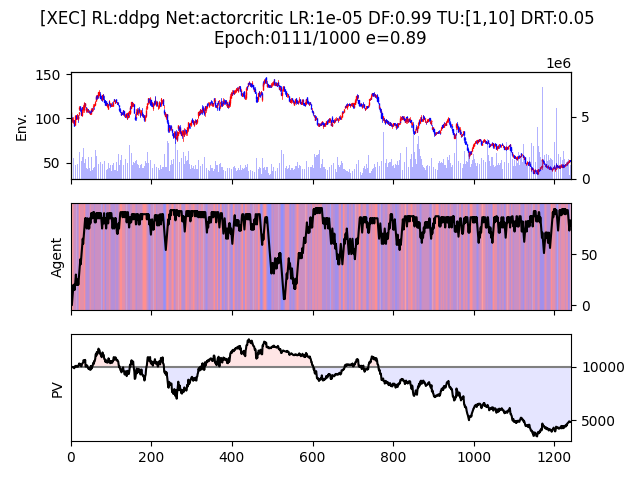 [XEC] RL:ddpg Net:actorcritic LR:1e-05 DF:0.99 TU:[1,10] DRT:0.05
Epoch:0111/1000 e=0.89
1e6
150
100
50
Env.
5
0
Agent
50
0
PV
10000
5000
0 200 400 600 800 1000 1200